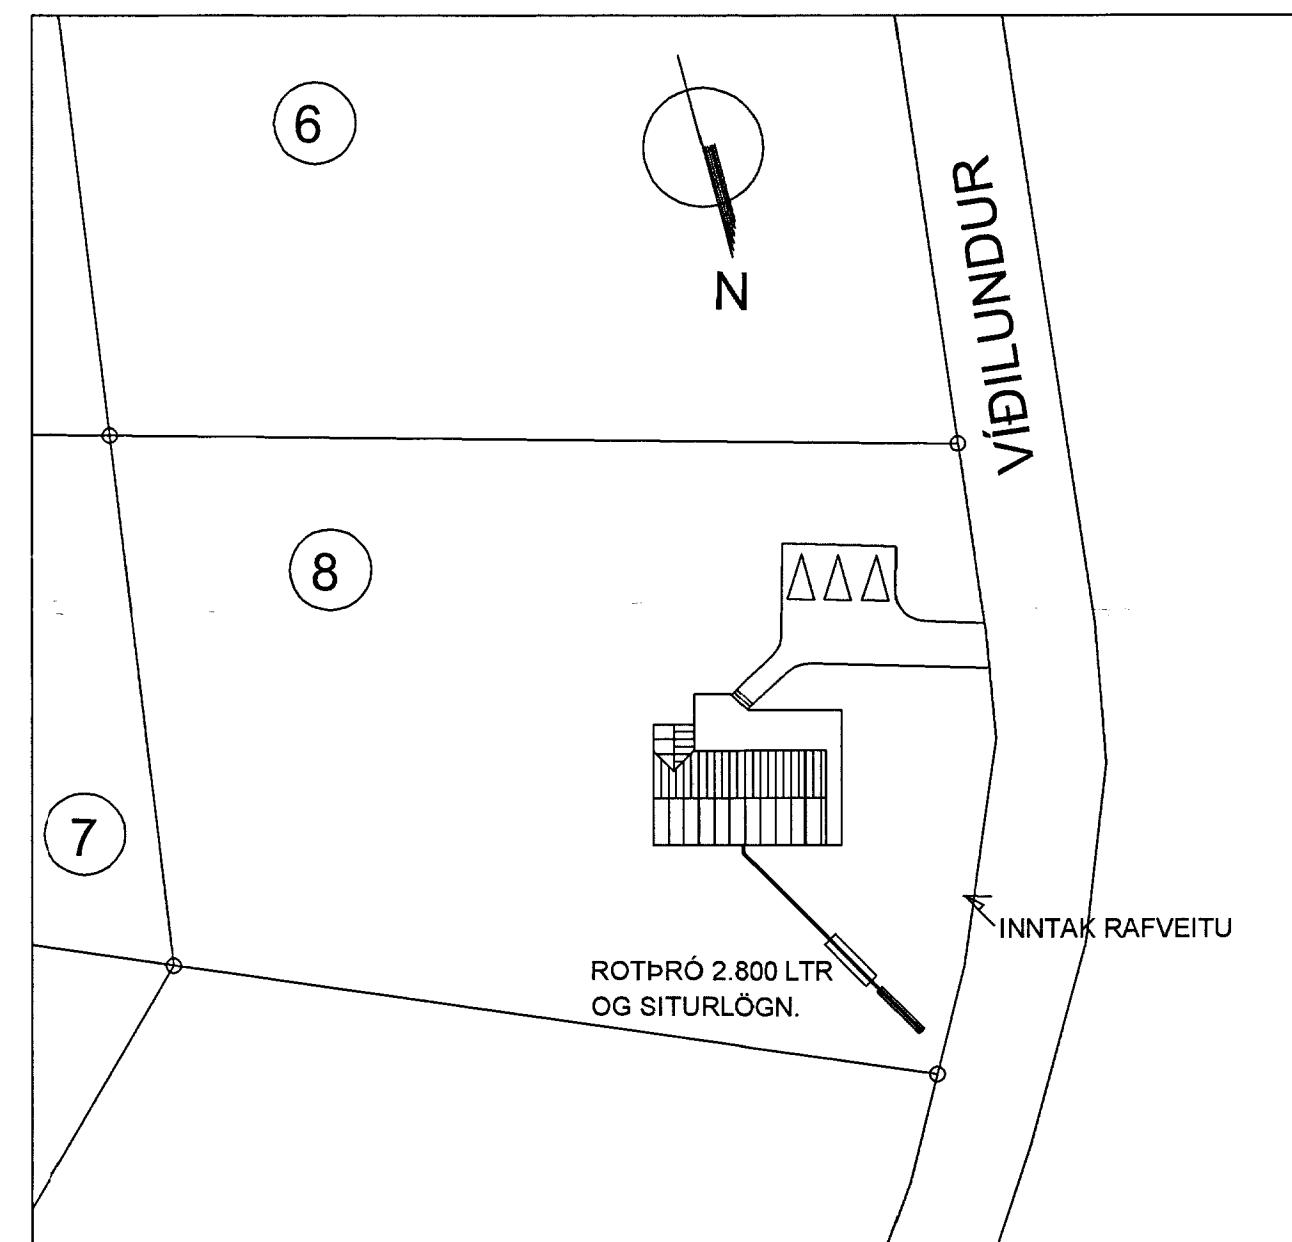 6
N
VÍÐILUNDUR
8
7
INNTAK RAFVEITU
ROTÞRÓ 2.800 LTR
OG SITURLÖGN.